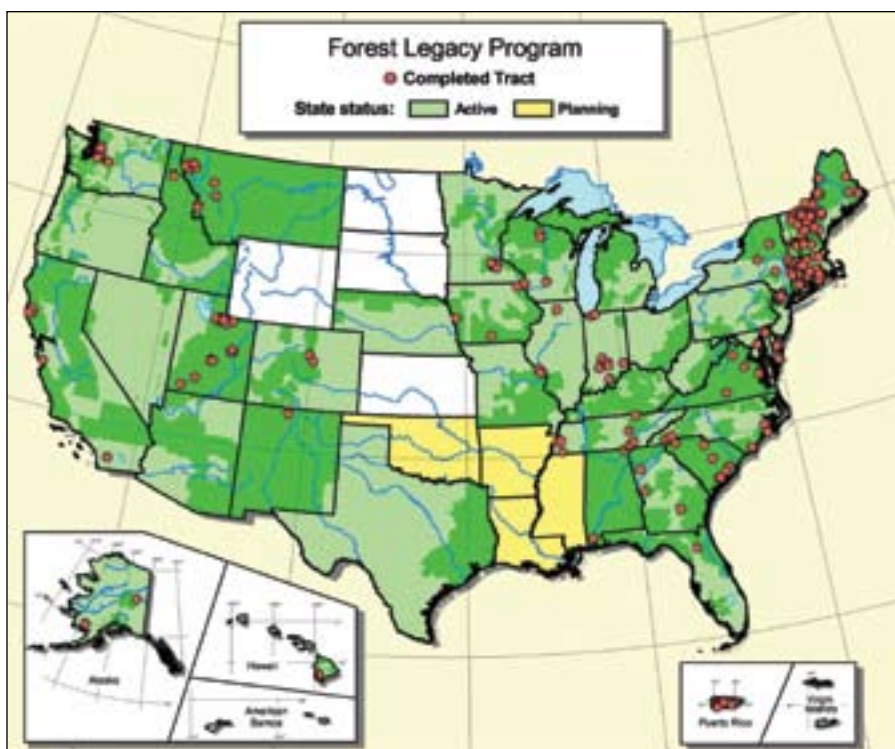 Forest Legacy Program
Completed Tract
State status: Active Planning
Alaska
Hawaii
American
Samoa
Puerto Rico
Virgin
Islands